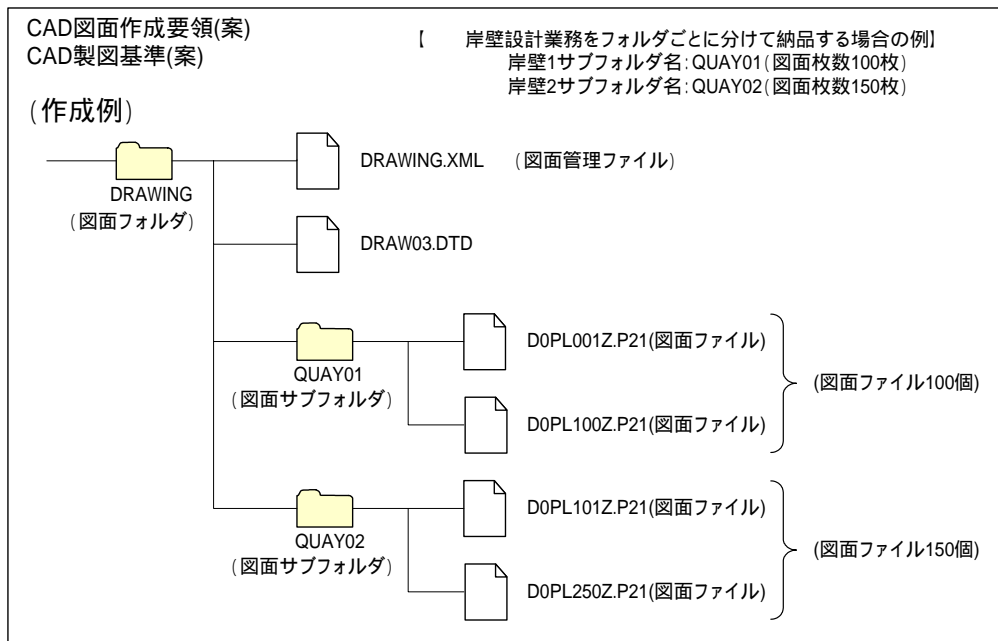 CAD図面作成要領(案)
CAD製図基準(案)
【 岸壁設計業務をフォルダごとに分けて納品する場合の例】
岸壁1サブフォルダ名:QUAY01(図面枚数100枚)
岸壁2サブフォルダ名:QUAY02(図面枚数150枚)
(作成例)
DRAWING
(図面フォルダ)
DRAWING.XML (図面管理ファイル)
DRAW03.DTD
QUAY01
(図面サブフォルダ)
D0PL001Z.P21(図面ファイル)
D0PL100Z.P21(図面ファイル)
(図面ファイル100個)
QUAY02
(図面サブフォルダ)
D0PL101Z.P21(図面ファイル)
D0PL250Z.P21(図面ファイル)
(図面ファイル150個)